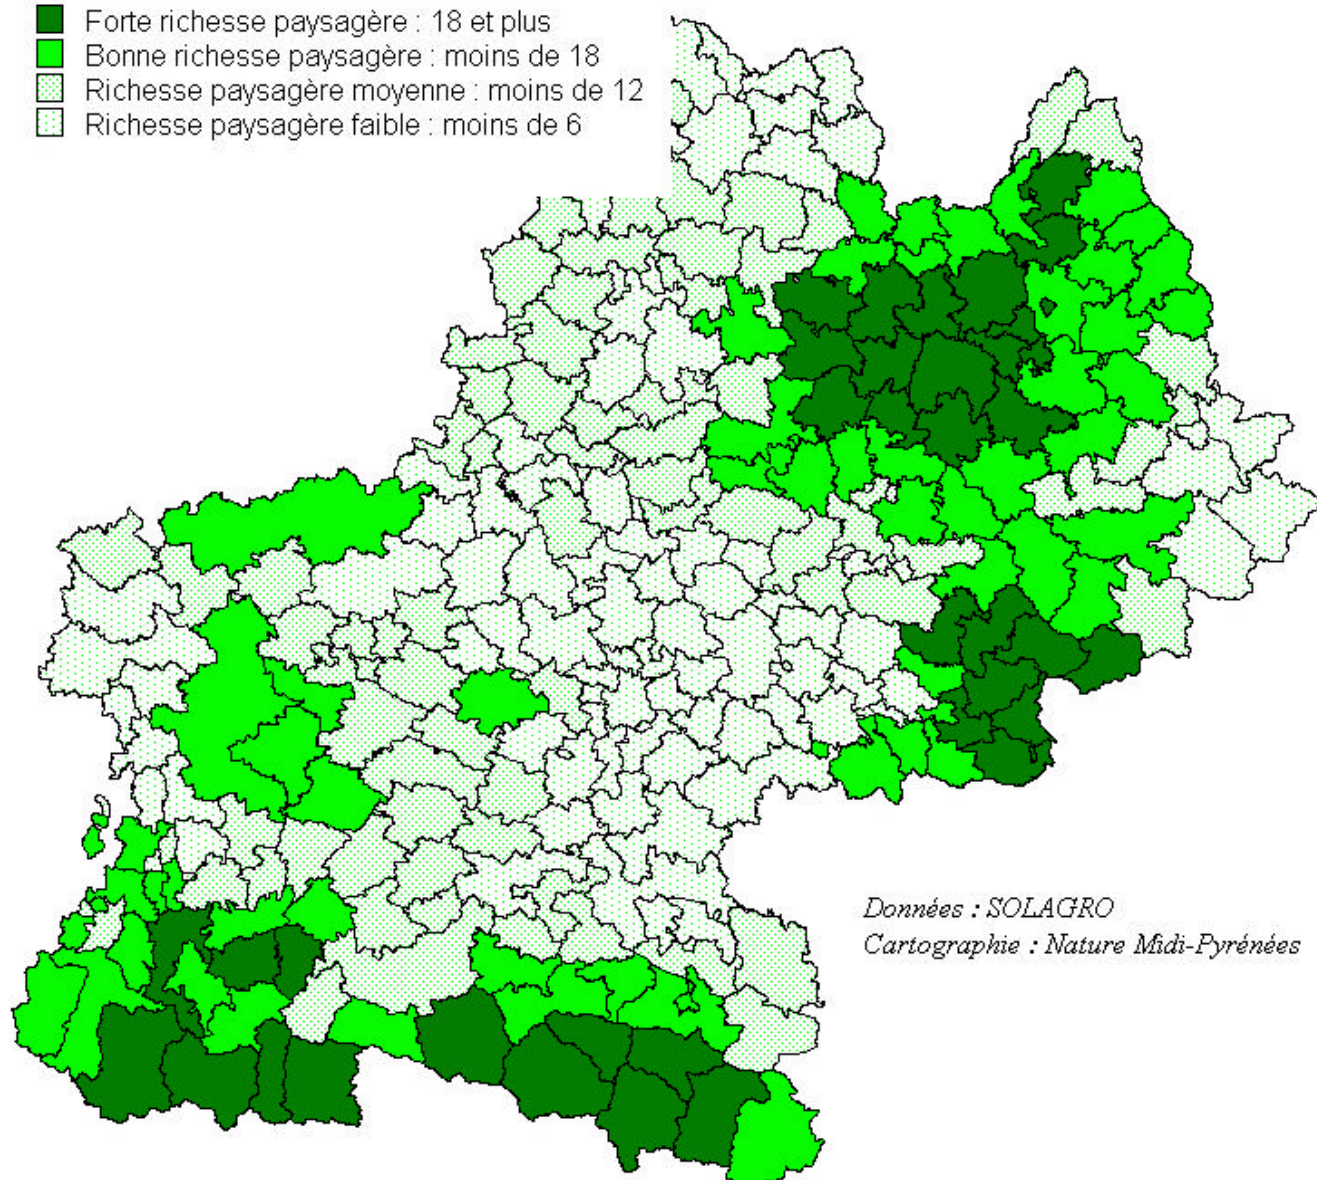 Forte richesse paysagère : 18 et plus
Bonne richesse paysagère : moins de 18
Richesse paysagère moyenne : moins de 12
Richesse paysagère faible : moins de 6
Données : SOLAGRO
Cartographie : Nature Midi-Pyrénées